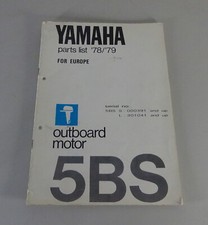 YAMAHA
parts list '78/'79
FOR EUROPE
outboard
motor
5BS